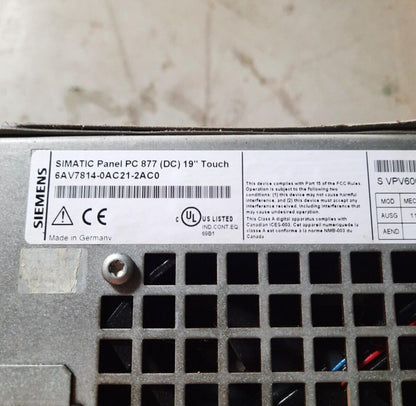 SIEMENS
SIMATIC Panel PC 877 (DC) 19" Touch
6AV7814-0AC21-2AC0
CE
c UL US LISTED
IND.CONT.EQ
69B1
Made in Germany
This device complies with Part 15 of the FCC Rules.
Operation is subject to the following two
conditions: (1) this device may not cause harmful
interference, and (2) this device must accept any
interference received, including interference that
may cause undesired operation.
This Class A digital apparatus complies with
Canadian ICES-003. Cet appareil numerique de la
classe A est conforme a la norme NMB-003 du
Canada
S VPV60
MOD
MEC
AUSG
11
AEND